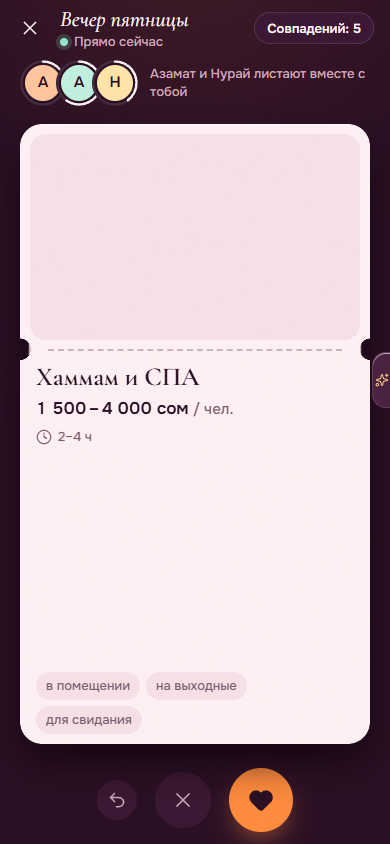 Вечер пятницы
Прямо сейчас
Совпадений: 5
А
А
Н
Азамат и Нурай листают вместе с
тобой
Хаммам и СПА
1 500 – 4 000 сом / чел.
2–4 ч
в помещении
на выходные
для свидания